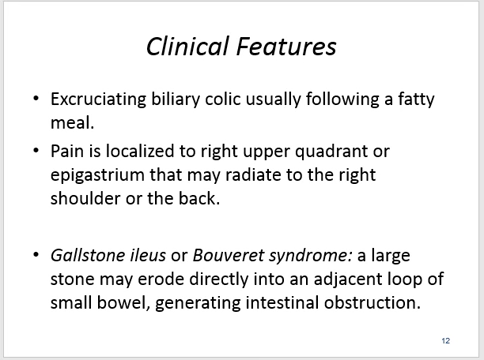 Clinical Features
• Excruciating biliary colic usually following a fatty
meal.
• Pain is localized to right upper quadrant or
epigastrium that may radiate to the right
shoulder or the back.
• Gallstone ileus or Bouveret syndrome: a large
stone may erode directly into an adjacent loop of
small bowel, generating intestinal obstruction.
12